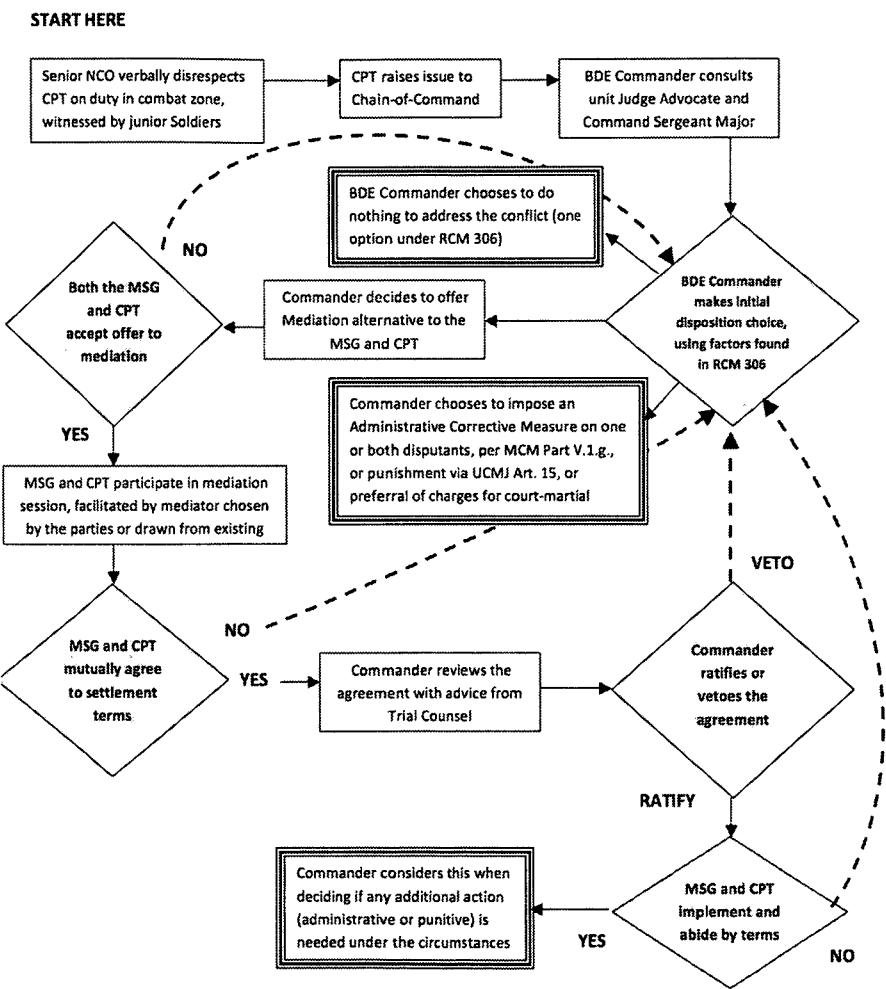 START HERE
Senior NCO verbally disrespects
CPT on duty in combat zone,
witnessed by junior Soldiers
CPT raises issue to
Chain-of-Command
BDE Commander consults
unit Judge Advocate and
Command Sergeant Major
BDE Commander chooses to do
nothing to address the conflict (one
option under RCM 306)
NO
Both the MSG
and CPT
accept offer to
mediation
Commander decides to offer
Mediation alternative to the
MSG and CPT
BDE Commander
makes initial
disposition choice,
using factors found
in RCM 306
Commander chooses to impose an
Administrative Corrective Measure on one
or both disputants, per MCM Part V.1.g.,
or punishment via UCMJ Art. 15, or
preferral of charges for court-martial
YES
MSG and CPT participate in mediation
session, facilitated by mediator chosen
by the parties or drawn from existing
VETO
NO
MSG and CPT
mutually agree
to settlement
terms
YES
Commander reviews the
agreement with advice from
Trial Counsel
Commander
ratifies or
vetoes the
agreement
RATIFY
Commander considers this when
deciding if any additional action
(administrative or punitive) is
needed under the circumstances
YES
MSG and CPT
implement and
abide by terms
NO